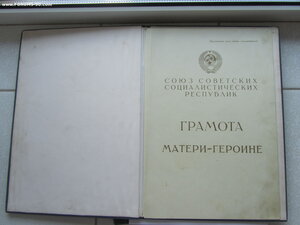 СОЮЗ СОВЕТСКИХ
СОЦИАЛИСТИЧЕСКИХ
РЕСПУБЛИК
ГРАМОТА
МАТЕРИ-ГЕРОИНЕ